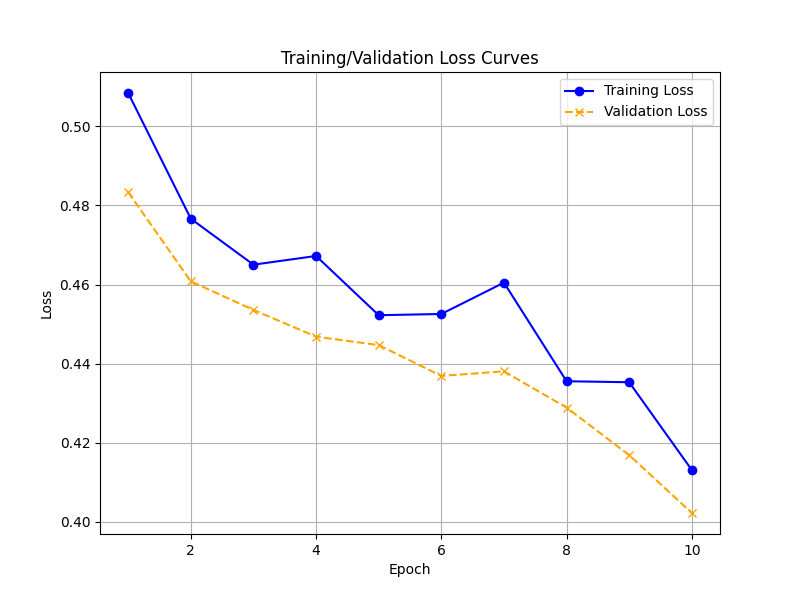 Training/Validation Loss Curves
Training Loss
Validation Loss
0.50
0.48
0.46
0.44
0.42
0.40
Loss
2
4
6
8
10
Epoch